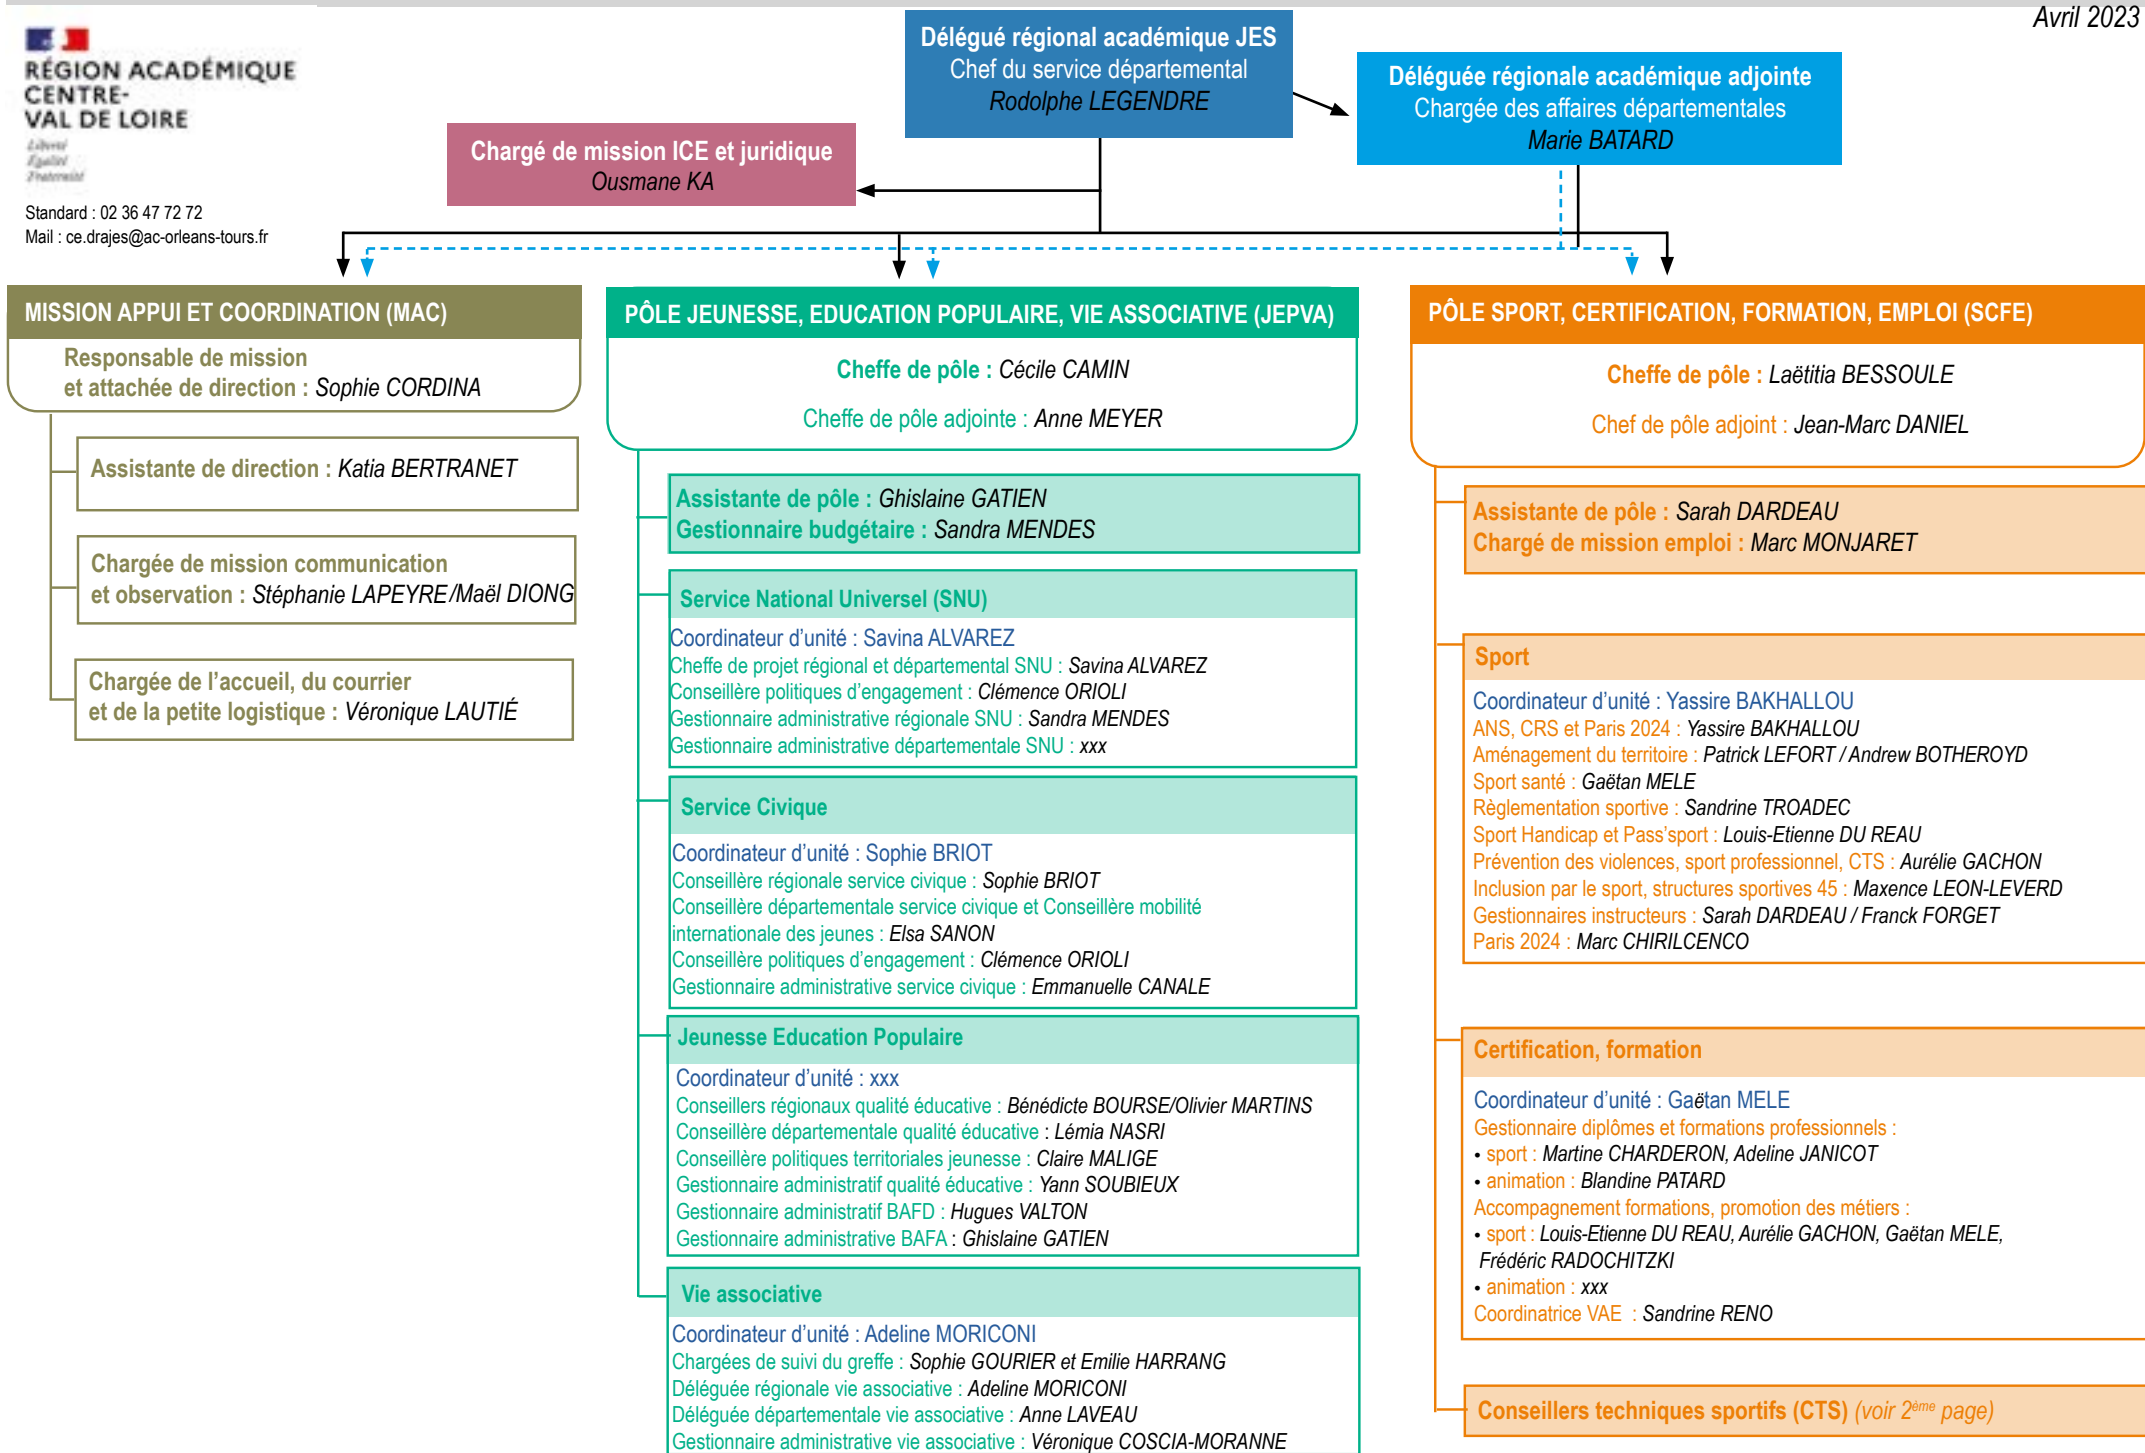 Avril 2023
RÉGION ACADÉMIQUE
CENTRE-
VAL DE LOIRE
Liberté
Égalité
Fraternité
Standard : 02 36 47 72 72
Mail : ce.drajes@ac-orleans-tours.fr
Délégué régional académique JES
Chef du service départemental
Rodolphe LEGENDRE
Déléguée régionale académique adjointe
Chargée des affaires départementales
Marie BATARD
Chargé de mission ICE et juridique
Ousmane KA
MISSION APPUI ET COORDINATION (MAC)
Responsable de mission
et attachée de direction : Sophie CORDINA
Assistante de direction : Katia BERTRANET
Chargée de mission communication
et observation : Stéphanie LAPEYRE/Maël DIONG
Chargée de l'accueil, du courrier
et de la petite logistique : Véronique LAUTIÉ
PÔLE JEUNESSE, EDUCATION POPULAIRE, VIE ASSOCIATIVE (JEPVA)
Cheffe de pôle : Cécile CAMIN
Cheffe de pôle adjointe : Anne MEYER
Assistante de pôle : Ghislaine GATIEN
Gestionnaire budgétaire : Sandra MENDES
Service National Universel (SNU)
Coordinateur d'unité : Savina ALVAREZ
Cheffe de projet régional et départemental SNU : Savina ALVAREZ
Conseillère politiques d'engagement : Clémence ORIOLI
Gestionnaire administrative régionale SNU : Sandra MENDES
Gestionnaire administrative départementale SNU : xxx
Service Civique
Coordinateur d'unité : Sophie BRIOT
Conseillère régionale service civique : Sophie BRIOT
Conseillère départementale service civique et Conseillère mobilité
internationale des jeunes : Elsa SANON
Conseillère politiques d'engagement : Clémence ORIOLI
Gestionnaire administrative service civique : Emmanuelle CANALE
Jeunesse Education Populaire
Coordinateur d'unité : xxx
Conseillers régionaux qualité éducative : Bénédicte BOURSE/Olivier MARTINS
Conseillère départementale qualité éducative : Lémia NASRI
Conseillère politiques territoriales jeunesse : Claire MALIGE
Gestionnaire administratif qualité éducative : Yann SOUBIEUX
Gestionnaire administratif BAFD : Hugues VALTON
Gestionnaire administrative BAFA : Ghislaine GATIEN
Vie associative
Coordinateur d'unité : Adeline MORICONI
Chargées de suivi du greffe : Sophie GOURIER et Emilie HARRANG
Déléguée régionale vie associative : Adeline MORICONI
Déléguée départementale vie associative : Anne LAVEAU
Gestionnaire administrative vie associative : Véronique COSCIA-MORANNE
PÔLE SPORT, CERTIFICATION, FORMATION, EMPLOI (SCFE)
Cheffe de pôle : Laëtitia BESSOULE
Chef de pôle adjoint : Jean-Marc DANIEL
Assistante de pôle : Sarah DARDEAU
Chargé de mission emploi : Marc MONJARET
Sport
Coordinateur d'unité : Yassire BAKHALLOU
ANS, CRS et Paris 2024 : Yassire BAKHALLOU
Aménagement du territoire : Patrick LEFORT / Andrew BOTHEROYD
Sport santé : Gaëtan MELE
Règlementation sportive : Sandrine TROADEC
Sport Handicap et Pass'sport : Louis-Etienne DU REAU
Prévention des violences, sport professionnel, CTS : Aurélie GACHON
Inclusion par le sport, structures sportives 45 : Maxence LEON-LEVERD
Gestionnaires instructeurs : Sarah DARDEAU / Franck FORGET
Paris 2024 : Marc CHIRILCENCO
Certification, formation
Coordinateur d'unité : Gaëtan MELE
Gestionnaire diplômes et formations professionnels :
• sport : Martine CHARDERON, Adeline JANICOT
• animation : Blandine PATARD
Accompagnement formations, promotion des métiers :
• sport : Louis-Etienne DU REAU, Aurélie GACHON, Gaëtan MELE,
Frédéric RADOCHITZKI
• animation : xxx
Coordinatrice VAE : Sandrine RENO
Conseillers techniques sportifs (CTS) (voir 2ème page)